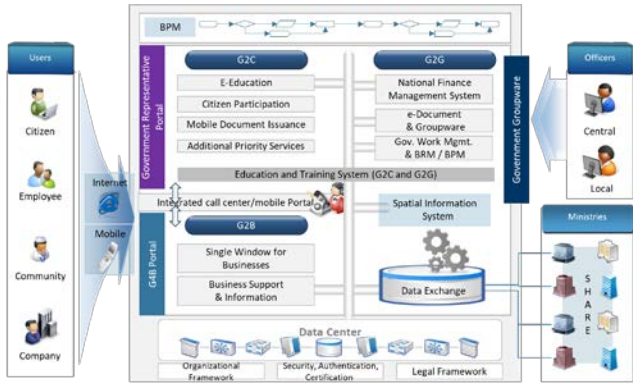 BPM
Users
Citizen
Employee
Community
Company
Internet
Mobile
Government Representative
Portal
G4B Portal
G2C
E-Education
Citizen Participation
Mobile Document Issuance
Additional Priority Services
G2G
National Finance
Management System
e-Document
& Groupware
Gov. Work Mgmt.
& BRM / BPM
Education and Training System (G2C and G2G)
Integrated call center/mobile Portal
G2B
Single Window for
Businesses
Business Support
& Information
Spatial Information
System
Data Exchange
Government Groupware
Officers
Central
Local
Ministries
SHARE
Data Center
Organizational
Framework
Security, Authentication,
Certification
Legal Framework